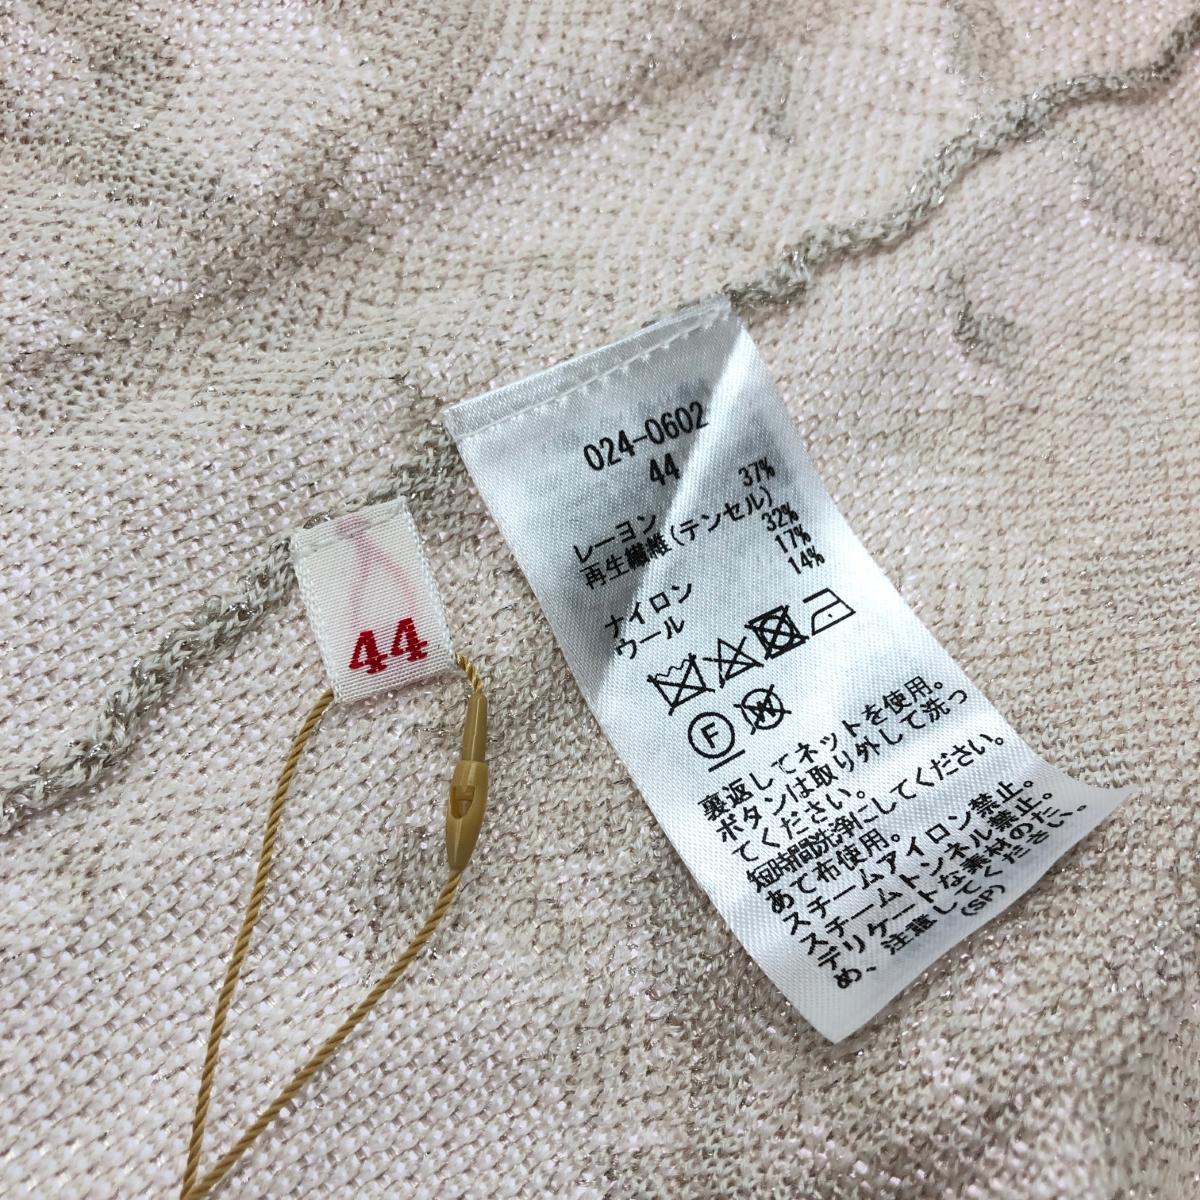 024-0602
44
レーヨン 37%
再生繊維(テンセル)
32%
ナイロン 17%
ウール 14%
F
W
裏返してネットを使用。
ボタンは取り外して洗っ
てください。
短時間洗浄にしてください。
あて布使用。
スチームアイロン禁止。
スチームトンネル禁止。
デリケートな素材のた
め、注意してください。
(SP)
44